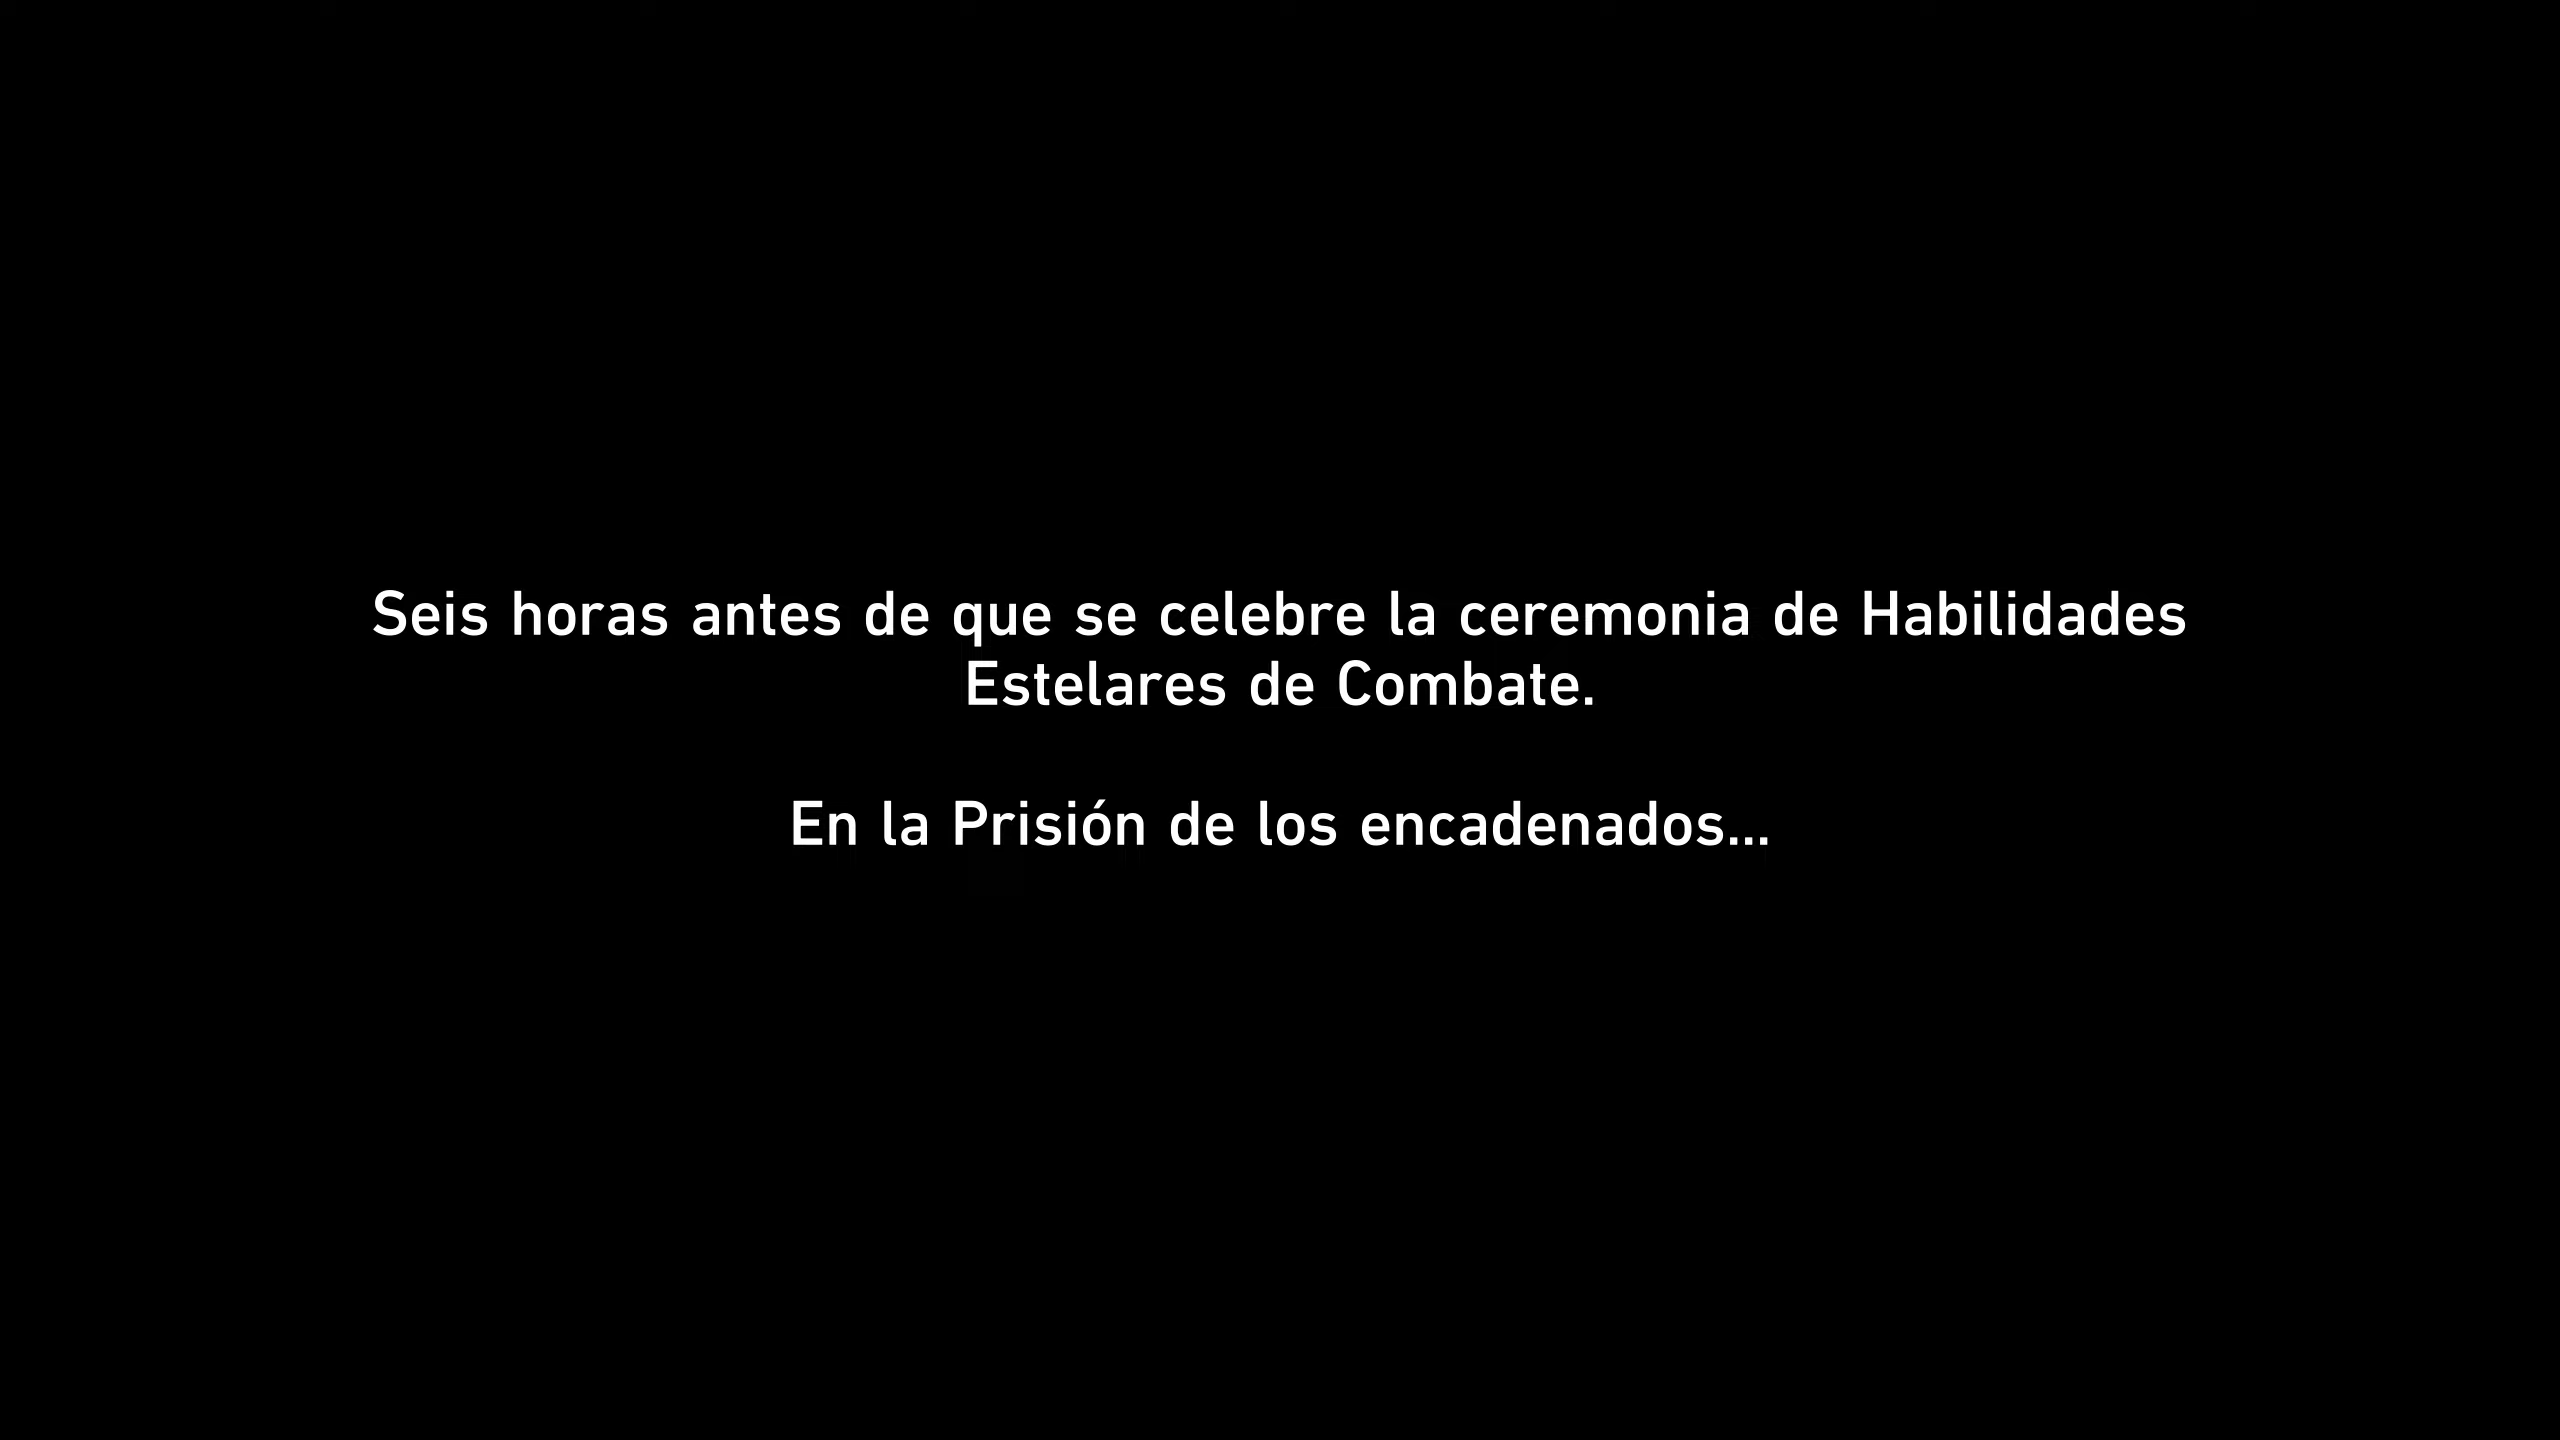 Seis horas antes de que se celebre la ceremonia de Habilidades
Estelares de Combate.
En la Prisión de los encadenados...